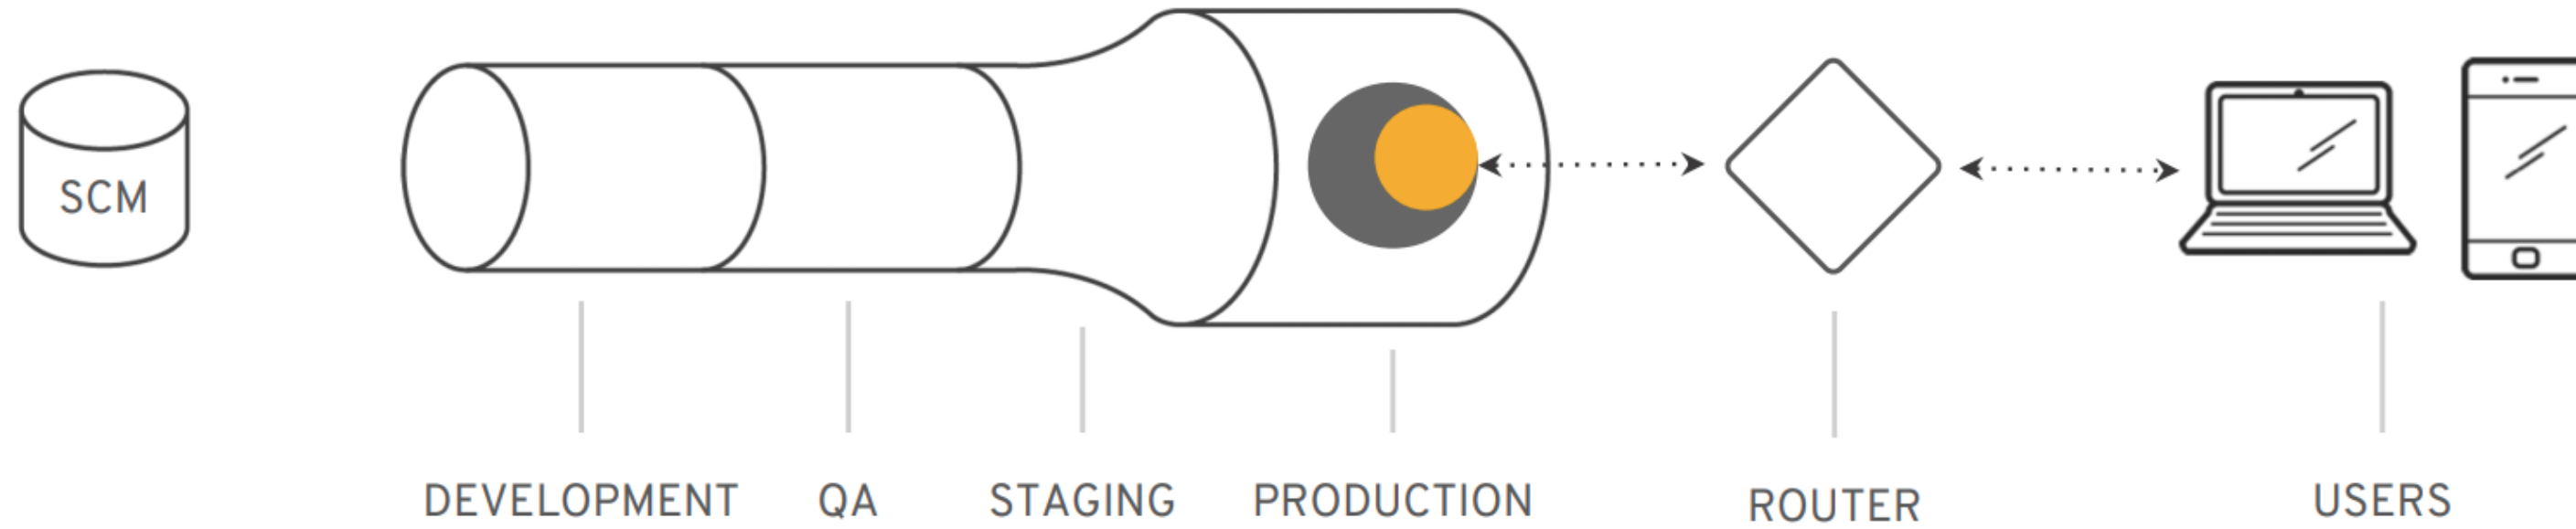 SCM
DEVELOPMENT QA STAGING PRODUCTION ROUTER USERS